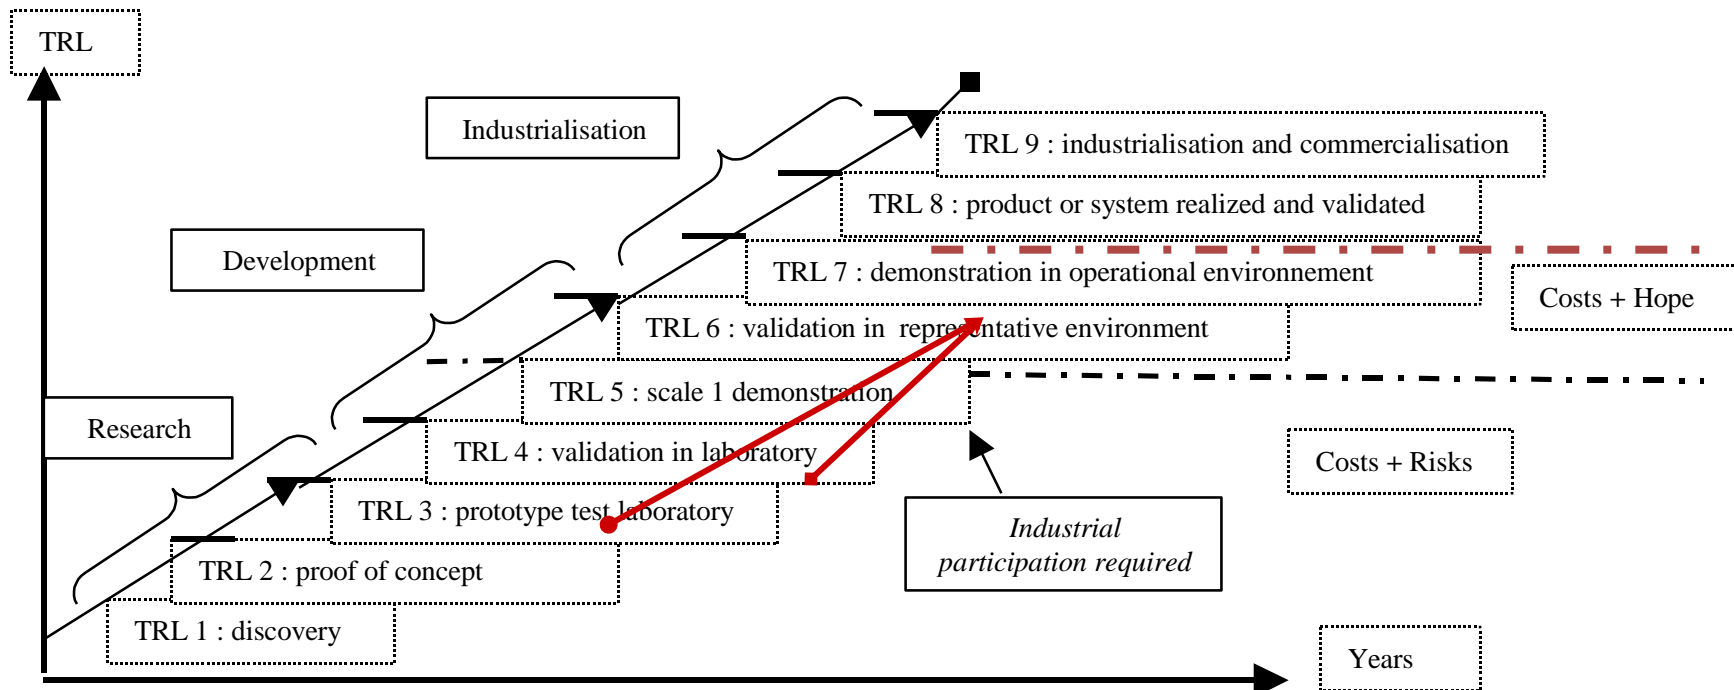 TRL
Industrialisation
TRL 9 : industrialisation and commercialisation
TRL 8 : product or system realized and validated
Development
TRL 7 : demonstration in operational environnement
Costs + Hope
TRL 6 : validation in representative environment
TRL 5 : scale 1 demonstration
Research
TRL 4 : validation in laboratory
Costs + Risks
TRL 3 : prototype test laboratory
Industrial
participation required
TRL 2 : proof of concept
TRL 1 : discovery
Years